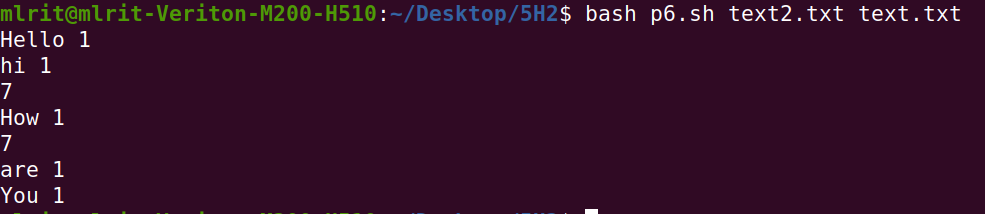 mlrit@mlrit-Veriton-M200-H510:~/Desktop/5H2$ bash p6.sh text2.txt text.txt
Hello 1
hi 1
7
How 1
7
are 1
You 1